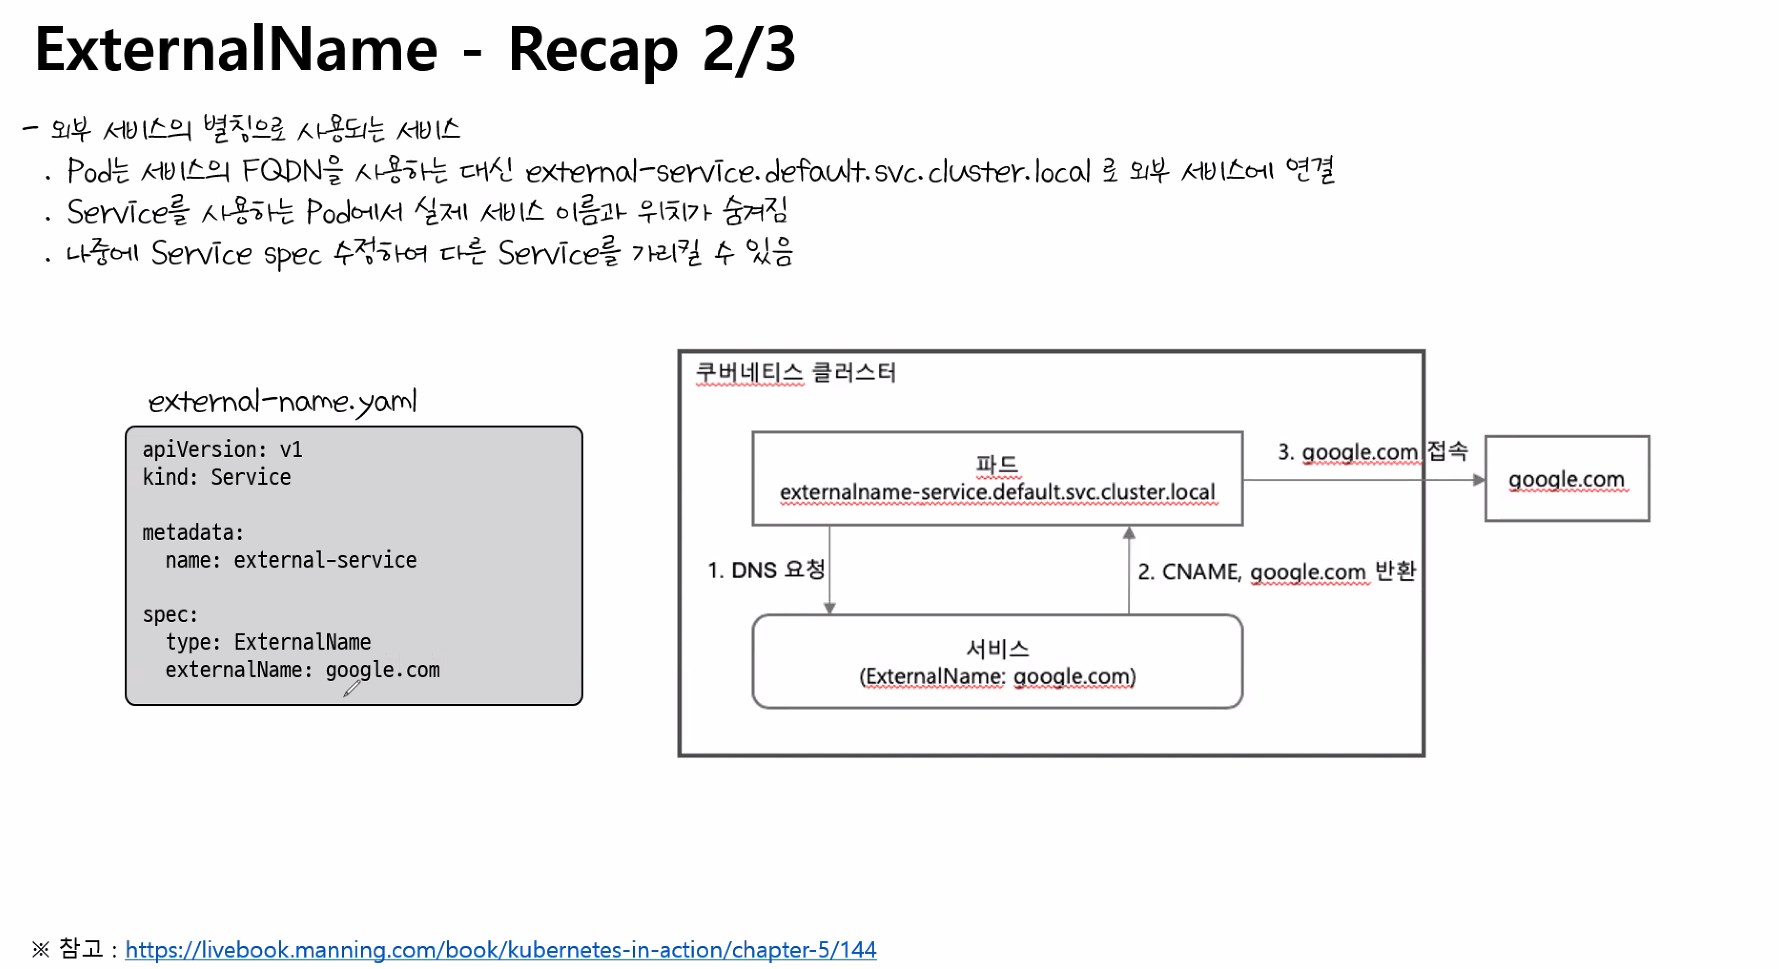 ExternalName - Recap 2/3
- 외부 서비스의 별칭으로 사용되는 서비스
. Pod는 서비스의 FQDN을 사용하는 대신 external-service.default.svc.cluster.local 로 외부 서비스에 연결
. Service를 사용하는 Pod에서 실제 서비스 이름과 위치가 숨겨짐
. 나중에 Service spec 수정하여 다른 Service를 가리킬 수 있음
external-name.yaml
apiVersion: v1
kind: Service
metadata:
name: external-service
spec:
type: ExternalName
externalName: google.com
쿠버네티스 클러스터
파드
externalname-service.default.svc.cluster.local
3. google.com 접속
google.com
1. DNS 요청
2. CNAME, google.com 반환
서비스
(ExternalName: google.com)
※ 참고 : https://livebook.manning.com/book/kubernetes-in-action/chapter-5/144